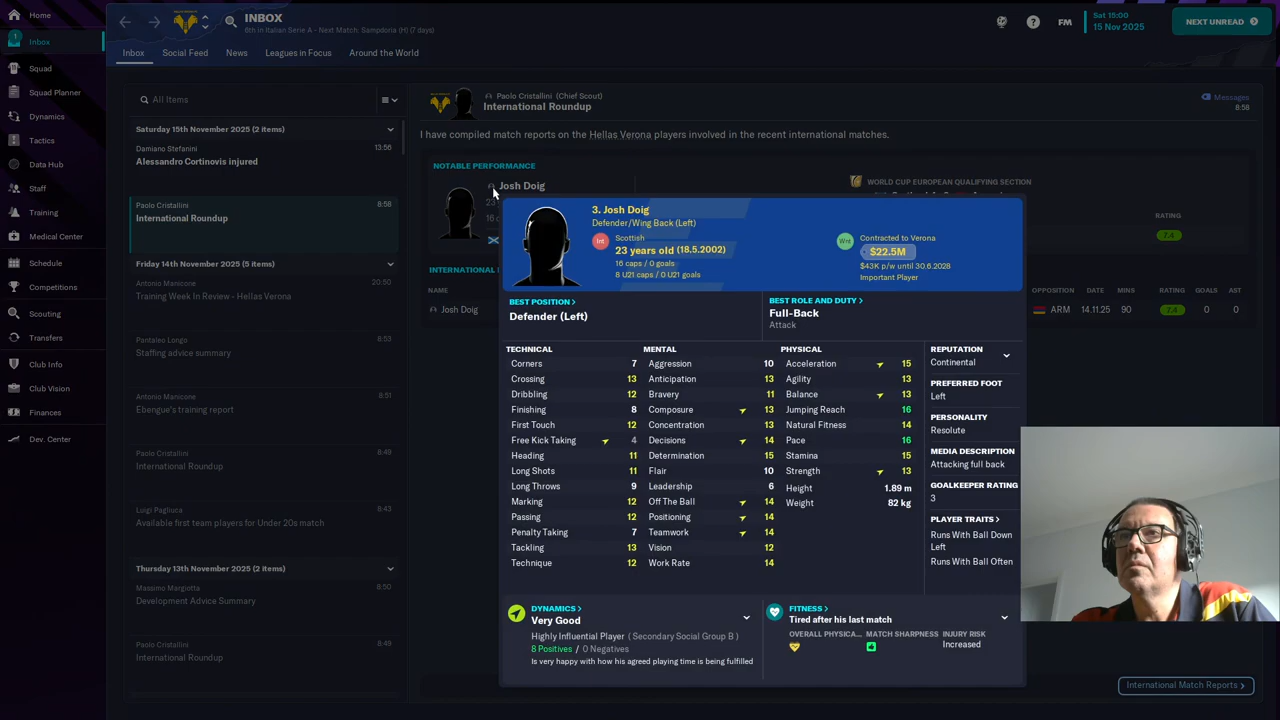 Home
1
Inbox
Squad
Squad Planner
Dynamics
Tactics
Data Hub
Staff
Training
Medical Center
Schedule
Competitions
Scouting
Transfers
Club Info
Club Vision
Finances
Dev. Center
INBOX
6th in Italian Serie A - Next Match: Sampdoria (H) (7 days)
FM
Sat 15:00
15 Nov 2025
NEXT UNREAD
Inbox
Social Feed
News
Leagues in Focus
Around the World
All Items
Saturday 15th November 2025 (2 items)
Damiano Stefanini
13:56
Alessandro Cortinovis injured
Paolo Cristallini
8:58
International Roundup
Friday 14th November 2025 (5 items)
Antonio Manicone
20:50
Training Week In Review - Hellas Verona
Pantaleo Longo
8:53
Staffing advice summary
Antonio Manicone
8:51
Ebengue's training report
Paolo Cristallini
8:49
International Roundup
Luigi Pagliuca
8:43
Available first team players for Under 20s match
Thursday 13th November 2025 (2 items)
Massimo Margiotta
8:50
Development Advice Summary
Paolo Cristallini
8:49
International Roundup
Paolo Cristallini (Chief Scout)
International Roundup
Messages
8:58
I have compiled match reports on the Hellas Verona players involved in the recent international matches.
NOTABLE PERFORMANCE
Josh Doig
WORLD CUP EUROPEAN QUALIFYING SECTION
RATING
7.4
NAME
Josh Doig
OPPOSITION DATE MINS RATING GOALS AST
ARM 14.11.25 90 7.4 0 0
3. Josh Doig
Defender/Wing Back (Left)
Int
Scottish
23 years old (18.5.2002)
16 caps / 0 goals
8 U21 caps / 0 U21 goals
Wnt
Contracted to Verona
$22.5M
$43K p/w until 30.6.2028
Important Player
BEST POSITION
Defender (Left)
BEST ROLE AND DUTY
Full-Back
Attack
TECHNICAL
Corners 7
Crossing 13
Dribbling 12
Finishing 8
First Touch 12
Free Kick Taking 4
Heading 11
Long Shots 11
Long Throws 9
Marking 12
Passing 12
Penalty Taking 7
Tackling 13
Technique 12
MENTAL
Aggression 10
Anticipation 13
Bravery 11
Composure 13
Concentration 13
Decisions 14
Determination 15
Flair 10
Leadership 6
Off The Ball 14
Positioning 14
Teamwork 14
Vision 12
Work Rate 14
PHYSICAL
Acceleration 15
Agility 13
Balance 13
Jumping Reach 16
Natural Fitness 14
Pace 16
Stamina 15
Strength 13
Height 1.89 m
Weight 82 kg
REPUTATION
Continental
PREFERRED FOOT
Left
PERSONALITY
Resolute
MEDIA DESCRIPTION
Attacking full back
GOALKEEPER RATING
3
PLAYER TRAITS
Runs With Ball Down
Left
Runs With Ball Often
DYNAMICS
Very Good
Highly Influential Player ( Secondary Social Group B )
8 Positives / 0 Negatives
Is very happy with how his agreed playing time is being fulfilled
FITNESS
Tired after his last match
OVERALL PHYSICA... MATCH SHARPNESS INJURY RISK
Increased
International Match Reports